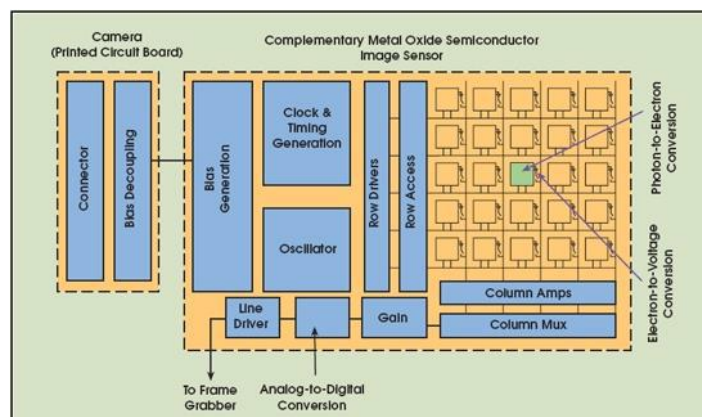 Camera
(Printed Circuit Board)
Complementary Metal Oxide Semiconductor
Image Sensor
Connector
Bias Decoupling
Bias
Generation
Clock &
Timing
Generation
Oscillator
Row Drivers
Row Access
Photon-to-Electron
Conversion
Electron-to-Voltage
Conversion
Column Amps
Column Mux
Line
Driver
Gain
To Frame
Grabber
Analog-to-Digital
Conversion